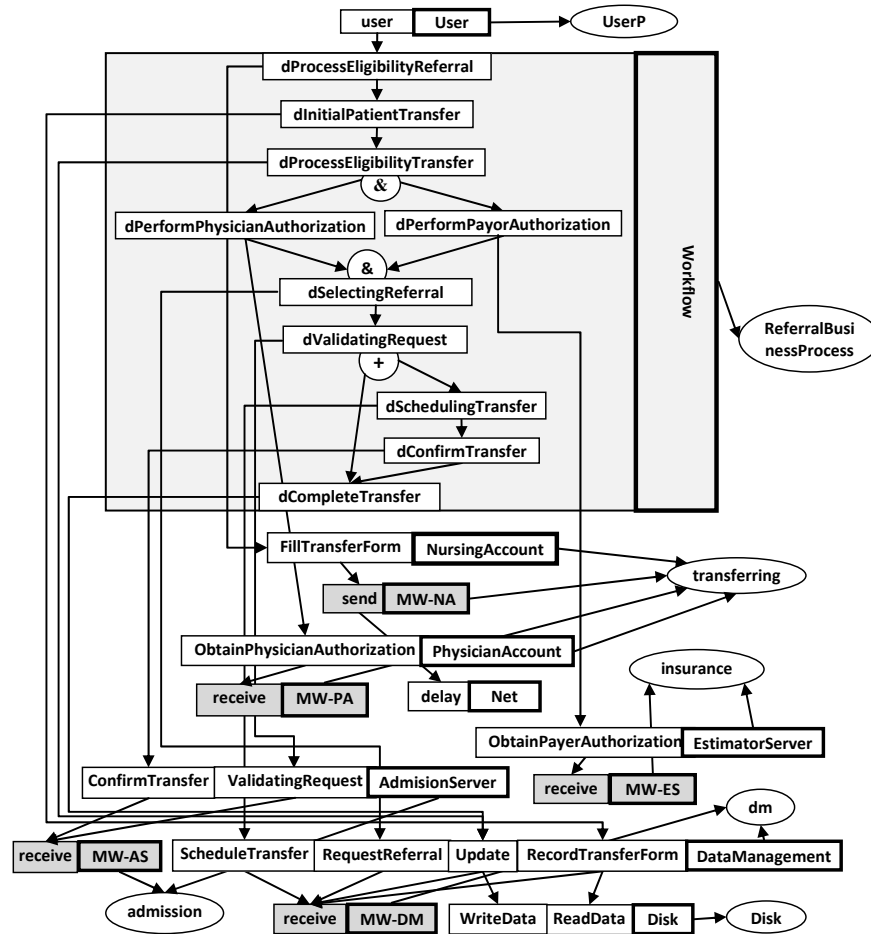 user User UserP
dProcessEligibilityReferral
dInitialPatientTransfer
dProcessEligibilityTransfer
&
dPerformPhysicianAuthorization dPerformPayorAuthorization
&
dSelectingReferral
Workflow
dValidatingRequest
ReferralBusi
nessProcess
+
dSchedulingTransfer
dConfirmTransfer
dCompleteTransfer
FillTransferForm NursingAccount
transferring
send MW-NA
ObtainPhysicianAuthorization PhysicianAccount
insurance
receive MW-PA
delay Net
ObtainPayerAuthorization EstimatorServer
ConfirmTransfer ValidatingRequest AdmisionServer
receive MW-ES
dm
receive MW-AS
ScheduleTransfer RequestReferral Update RecordTransferForm DataManagement
admission
receive MW-DM
WriteData ReadData Disk
Disk